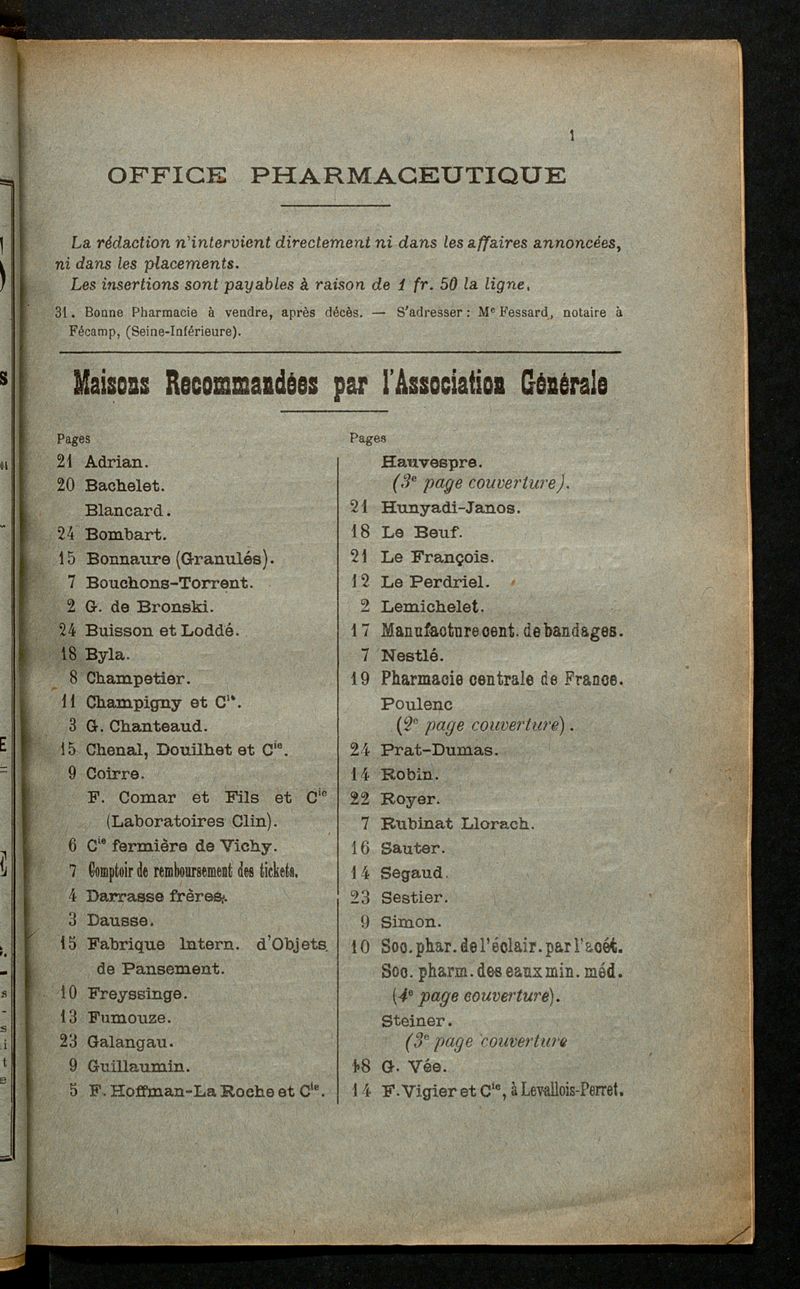 1
OFFICE PHARMACEUTIQUE
La rédaction n'intervient directement ni dans les affaires annoncées,
ni dans les placements.
Les insertions sont payables à raison de 1 fr. 50 la ligne.
31. Bonne Pharmacie à vendre, après décès. — S'adresser : Mᵉ Fessard, notaire à
Fécamp, (Seine-Inférieure).
Maisons Recommandées par l'Association Générale
Pages
21 Adrian.
20 Bachelet.
Blancard.
24 Bombart.
15 Bonnaure (Granulés).
7 Bouchons-Torrent.
2 G. de Bronski.
24 Buisson et Loddé.
18 Byla.
8 Champetier.
11 Champigny et Cⁱᵉ.
3 G. Chanteaud.
15 Chenal, Douilhet et Cⁱᵉ.
9 Coirre.
F. Comar et Fils et Cⁱᵉ
(Laboratoires Clin).
6 Cⁱᵉ fermière de Vichy.
7 Comptoir de remboursement des tickets.
4 Darrasse frères.
3 Dausse.
15 Fabrique Intern. d'Objets
de Pansement.
10 Freyssinge.
13 Fumouze.
23 Galangau.
9 Guillaumin.
5 F. Hoffman-La Roche et Cⁱᵉ.
Pages
Hauvespre.
(3ᵉ page couverture).
21 Hunyadi-Janos.
18 Le Beuf.
21 Le François.
12 Le Perdriel.
2 Lemichelet.
17 Manufacture cent. de bandages.
7 Nestlé.
19 Pharmacie centrale de France.
Poulenc
(2ᵉ page couverture).
24 Prat-Dumas.
14 Robin.
22 Royer.
7 Rubinat Llorach.
16 Sauter.
14 Segaud.
23 Sestier.
9 Simon.
10 Soc. phar. de l'éclair. par l'acét.
Soc. pharm. des eaux min. méd.
(4ᵉ page couverture).
Steiner.
(3ᵉ page couverture
18 G. Vée.
14 F. Vigier et Cⁱᵉ, à Levallois-Perret.